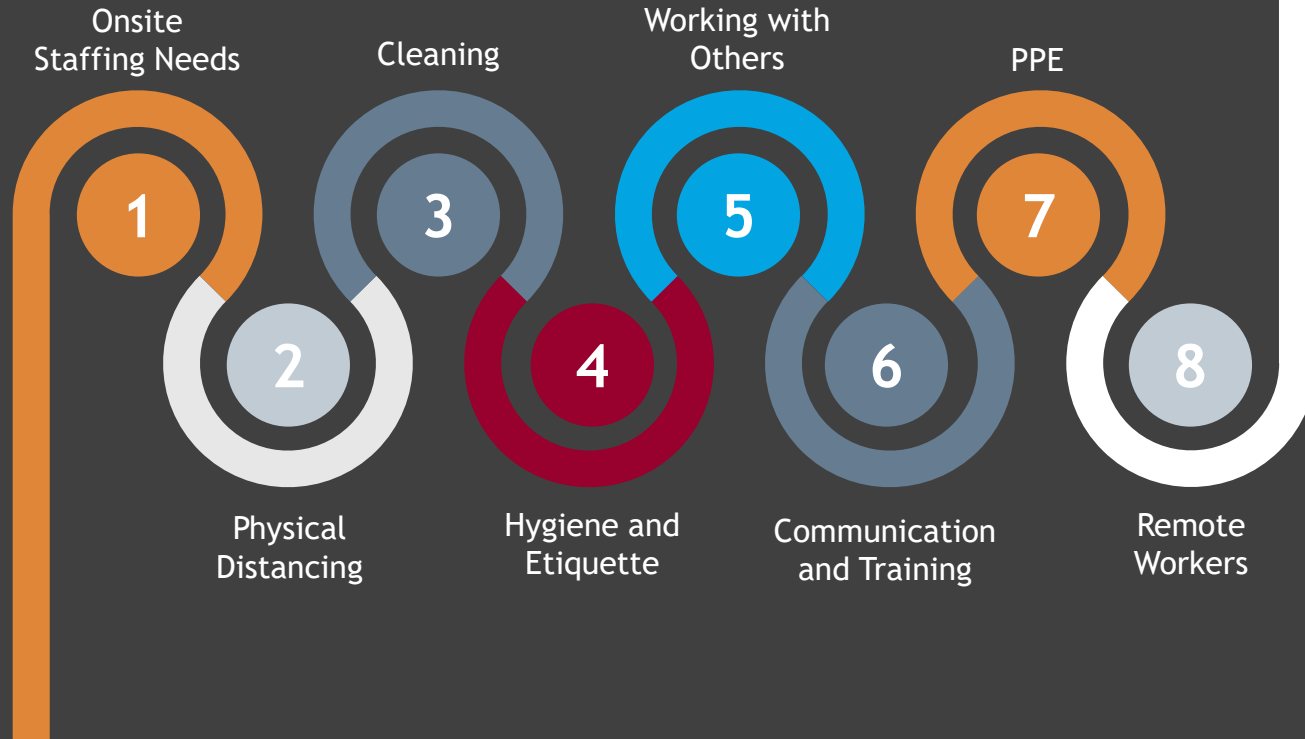 Onsite
Staffing Needs
1
Physical
Distancing
2
Cleaning
3
Hygiene and
Etiquette
4
Working with
Others
5
Communication
and Training
6
PPE
7
Remote
Workers
8